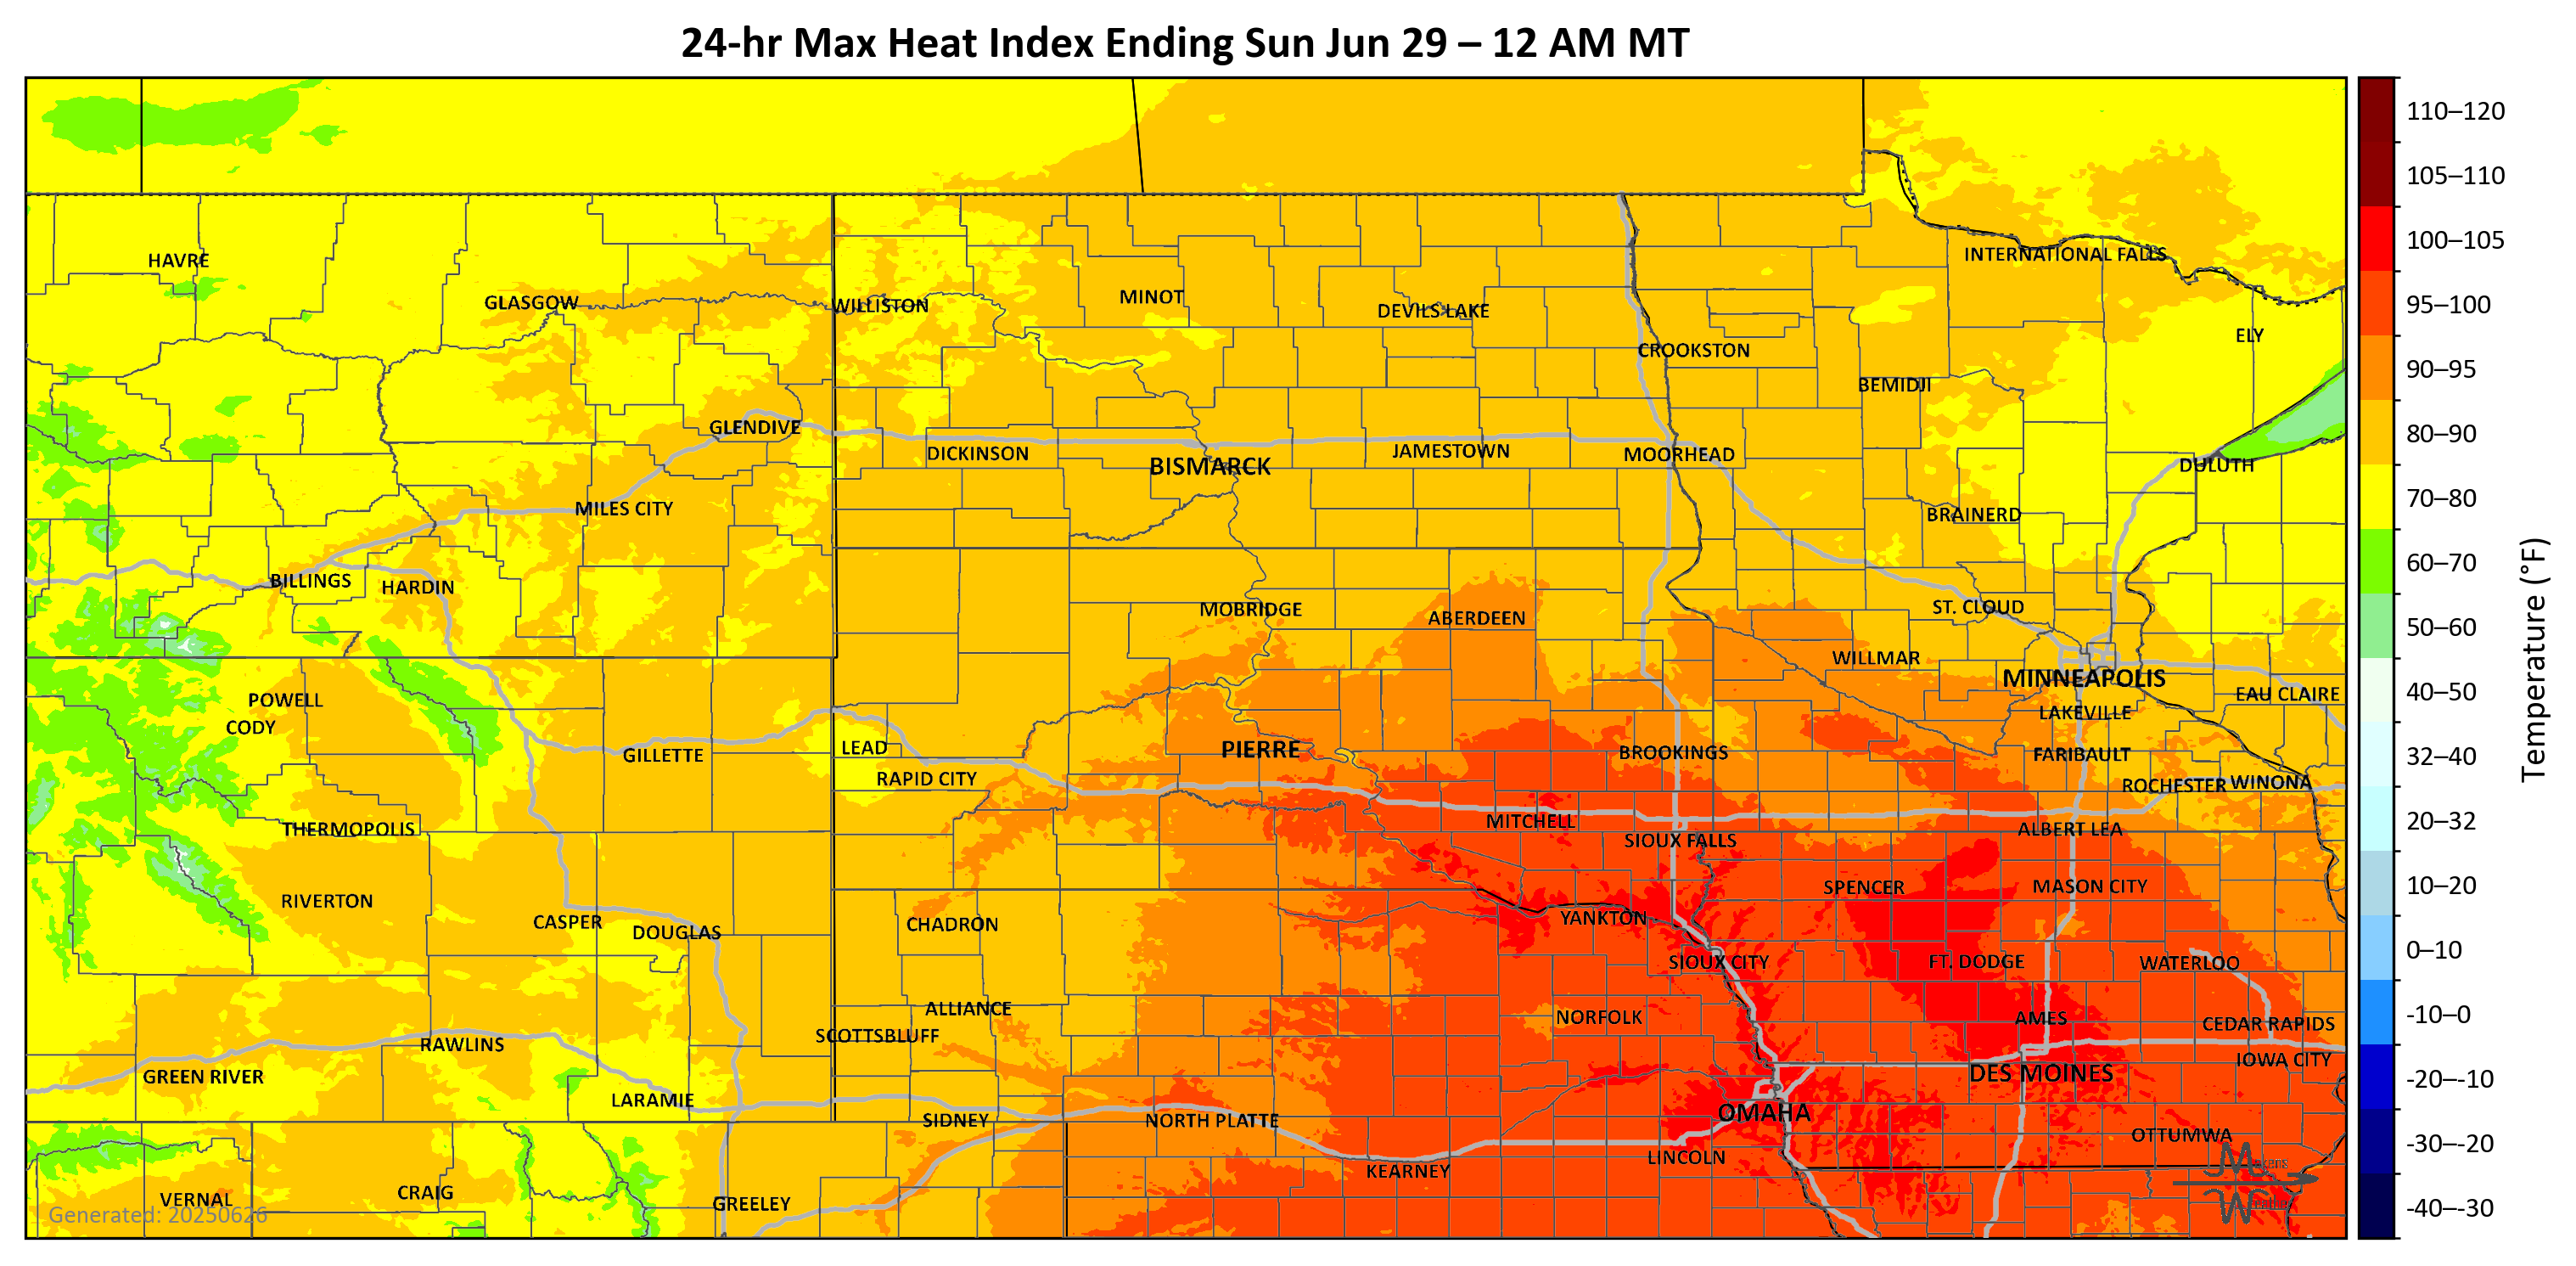 24-hr Max Heat Index Ending Sun Jun 29 – 12 AM MT
110–120
105–110
100–105
95–100
90–95
80–90
70–80
60–70
50–60
40–50
32–40
20–32
10–20
0–10
-10–0
-20–-10
-30–-20
-40–-30
Temperature (°F)
HAVRE
GLASGOW
WILLISTON
MINOT
DEVILS LAKE
INTERNATIONAL FALLS
CROOKSTON
ELY
BEMIDJI
GLENDIVE
DICKINSON
BISMARCK
JAMESTOWN
MOORHEAD
DULUTH
MILES CITY
BRAINERD
BILLINGS
HARDIN
MOBRIDGE
ABERDEEN
ST. CLOUD
WILLMAR
MINNEAPOLIS
EAU CLAIRE
POWELL
CODY
LAKEVILLE
GILLETTE
LEAD
RAPID CITY
PIERRE
BROOKINGS
FARIBAULT
ROCHESTER
WINONA
THERMOPOLIS
MITCHELL
SIOUX FALLS
ALBERT LEA
RIVERTON
SPENCER
MASON CITY
CASPER
DOUGLAS
CHADRON
YANKTON
SIOUX CITY
FT. DODGE
WATERLOO
ALLIANCE
NORFOLK
AMES
CEDAR RAPIDS
SCOTTSBLUFF
RAWLINS
IOWA CITY
GREEN RIVER
DES MOINES
LARAMIE
SIDNEY
NORTH PLATTE
OMAHA
OTTUMWA
LINCOLN
KEARNEY
VERNAL
CRAIG
GREELEY
Generated: 20250626